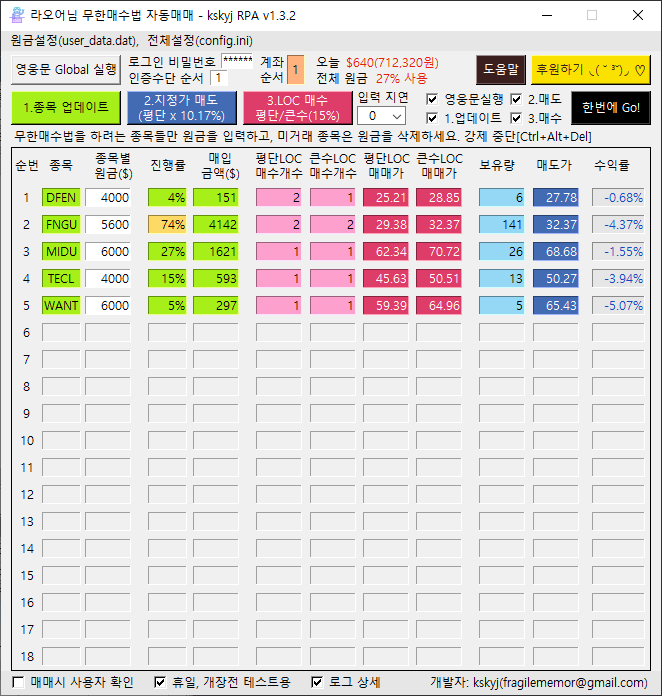 라오어님 무한매수법 자동매매 - kskyj RPA v1.3.2
원금설정(user_data.dat), 전체설정(config.ini)
영웅문 Global 실행
로그인 비밀번호 ******
인증수단 순서 1
계좌
순서 1
오늘 $640(712,320원)
전체 원금 27% 사용
도움말
후원하기 ◟( ˘ ³˘)◞ ♡
1.종목 업데이트
2.지정가 매도
(평단 x 10.17%)
3.LOC 매수
평단/큰수(15%)
입력 지연
0
영웅문실행 2.매도
1.업데이트 3.매수
한번에 Go!
무한매수법을 하려는 종목들만 원금을 입력하고, 미거래 종목은 원금을 삭제하세요. 강제 중단[Ctrl+Alt+Del]
순번 종목 종목별 원금($) 진행률 매입 금액($) 평단LOC 매수개수 큰수LOC 매수개수 평단LOC 매매가 큰수LOC 매매가 보유량 매도가 수익률
1 DFEN 4000 4% 151 2 1 25.21 28.85 6 27.78 -0.68%
2 FNGU 5600 74% 4142 2 2 29.38 32.37 141 32.37 -4.37%
3 MIDU 6000 27% 1621 1 1 62.34 70.72 26 68.68 -1.55%
4 TECL 4000 15% 593 1 1 45.63 50.51 13 50.27 -3.94%
5 WANT 6000 5% 297 1 1 59.39 64.96 5 65.43 -5.07%
6
7
8
9
10
11
12
13
14
15
16
17
18
매매시 사용자 확인 휴일, 개장전 테스트용 로그 상세 개발자: kskyj(fragilememor@gmail.com)